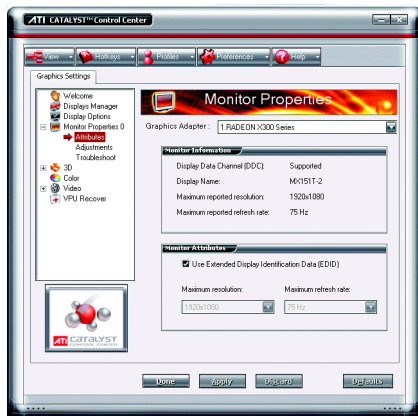 ATI CATALYST™ Control Center
View Hotkeys Profiles Preferences Help
Graphics Settings
Welcome
Displays Manager
Display Options
Monitor Properties 0
Attributes
Adjustments
Troubleshoot
3D
Color
Video
VPU Recover
Monitor Properties
Graphics Adapter : 1.RADEON X300 Series
Monitor Information
Display Data Channel (DDC): Supported
Display Name: MX151T-2
Maximum reported resolution: 1920x1080
Maximum reported refresh rate: 75 Hz
Monitor Attributes
Use Extended Display Identification Data (EDID)
Maximum resolution: Maximum refresh rate:
1920x1080 75 Hz
ATI CATALYST
CONTROL CENTER
Done Apply Discard Defaults